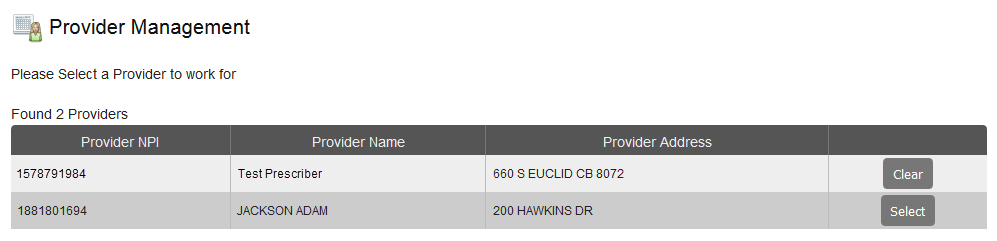 Provider Management
Please Select a Provider to work for
Found 2 Providers
Provider NPI Provider Name Provider Address
1578791984 Test Prescriber 660 S EUCLID CB 8072 Clear
1881801694 JACKSON ADAM 200 HAWKINS DR Select